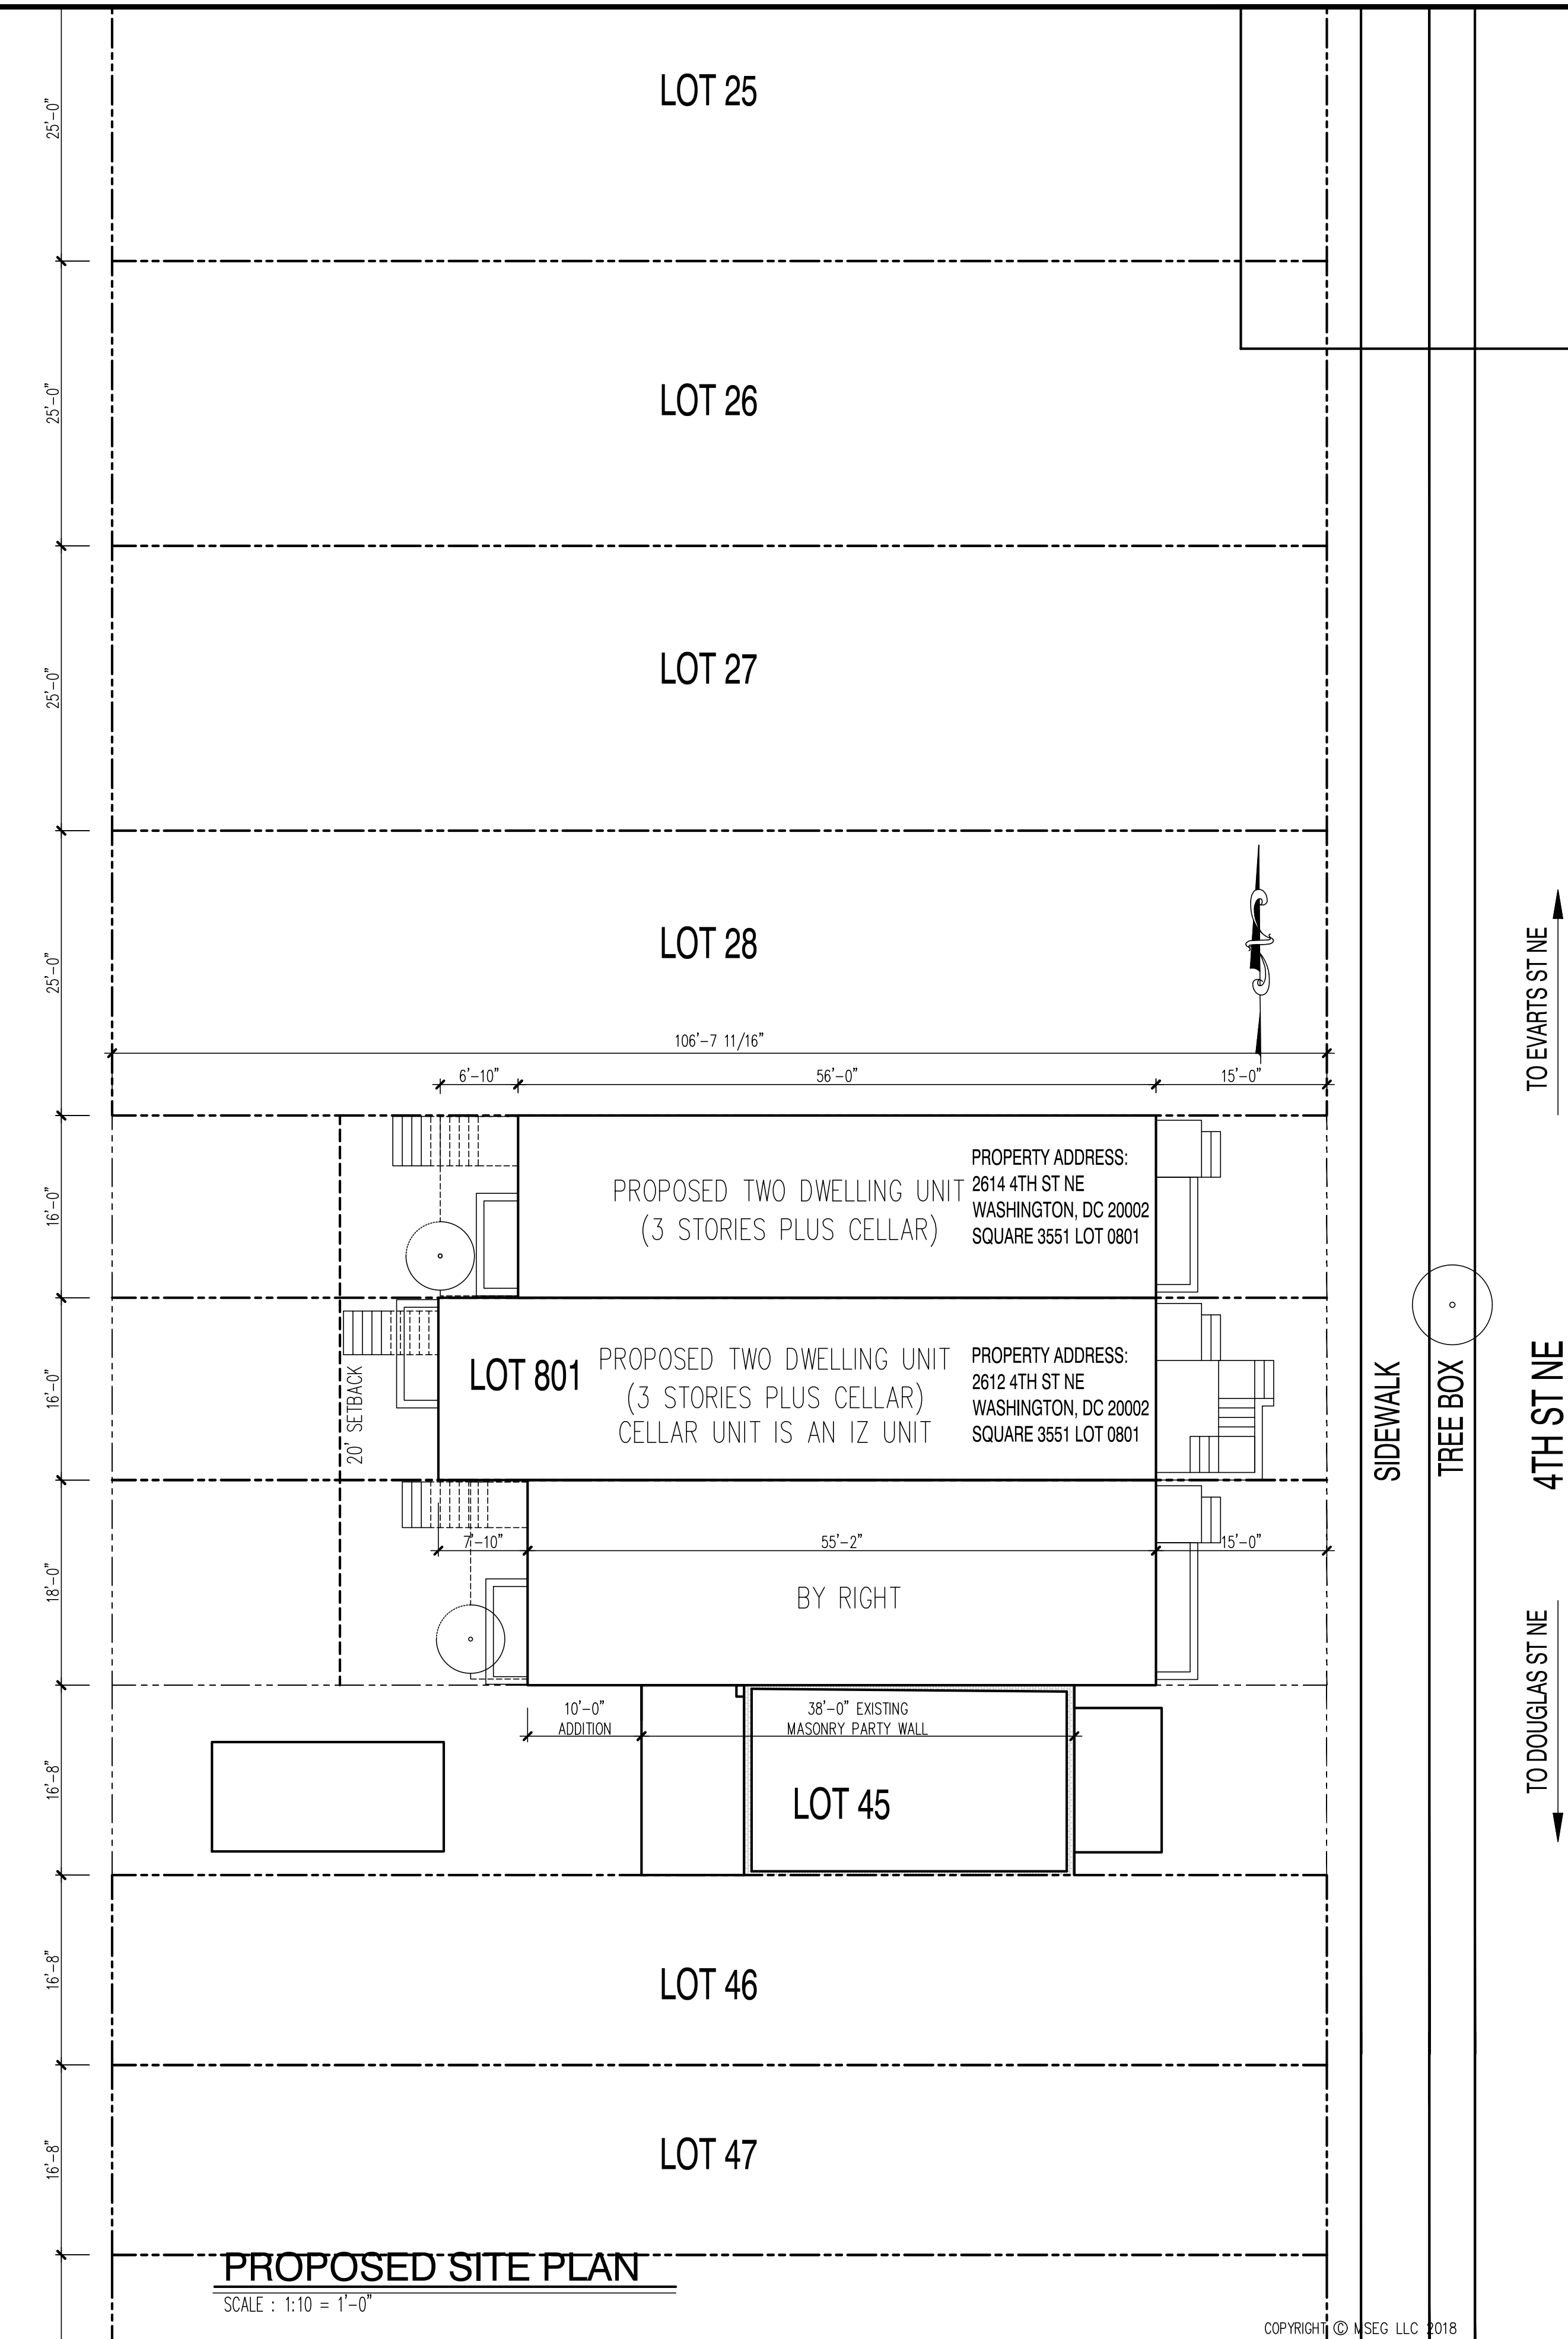 LOT 25
25'-0"
LOT 26
25'-0"
LOT 27
25'-0"
LOT 28
25'-0"
106'-7 11/16"
6'-10"
56'-0"
15'-0"
PROPOSED TWO DWELLING UNIT
(3 STORIES PLUS CELLAR)
PROPERTY ADDRESS:
2614 4TH ST NE
WASHINGTON, DC 20002
SQUARE 3551 LOT 0801
16'-0"
LOT 801
PROPOSED TWO DWELLING UNIT
(3 STORIES PLUS CELLAR)
CELLAR UNIT IS AN IZ UNIT
PROPERTY ADDRESS:
2612 4TH ST NE
WASHINGTON, DC 20002
SQUARE 3551 LOT 0801
16'-0"
20' SETBACK
7'-10"
55'-2"
15'-0"
BY RIGHT
18'-0"
10'-0"
ADDITION
38'-0" EXISTING
MASONRY PARTY WALL
LOT 45
16'-8"
LOT 46
16'-8"
LOT 47
16'-8"
SIDEWALK
TREE BOX
4TH ST NE
TO EVARTS ST NE
TO DOUGLAS ST NE
PROPOSED SITE PLAN
SCALE : 1:10 = 1'-0"
COPYRIGHT © MSEG LLC 2018